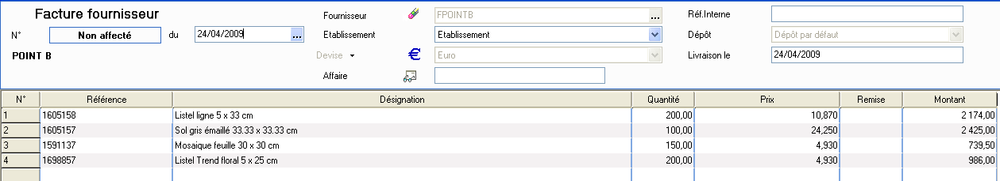 Facture fournisseur
Fournisseur FPOINTB ... Réf.Interne
N° Non affecté du 24/04/2009 ... Etablissement Etablissement Dépôt Dépôt par défaut
POINT B Devise € Euro Livraison le 24/04/2009
Affaire
N° Référence Désignation Quantité Prix Remise Montant
1 1605158 Listel ligne 5 x 33 cm 200,00 10,870 2 174,00
2 1605157 Sol gris émaillé 33.33 x 33.33 cm 100,00 24,250 2 425,00
3 1591137 Mosaique feuille 30 x 30 cm 150,00 4,930 739,50
4 1698857 Listel Trend floral 5 x 25 cm 200,00 4,930 986,00